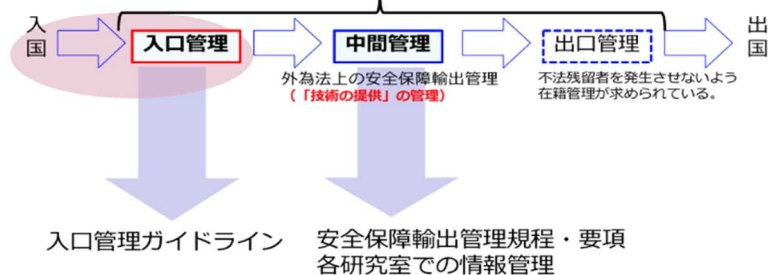 入国
入口管理
中間管理
出口管理
出国
外為法上の安全保障輸出管理
（「技術の提供」の管理）
不法残留者を発生させないよう
在籍管理が求められている。
入口管理ガイドライン
安全保障輸出管理規程・要項
各研究室での情報管理